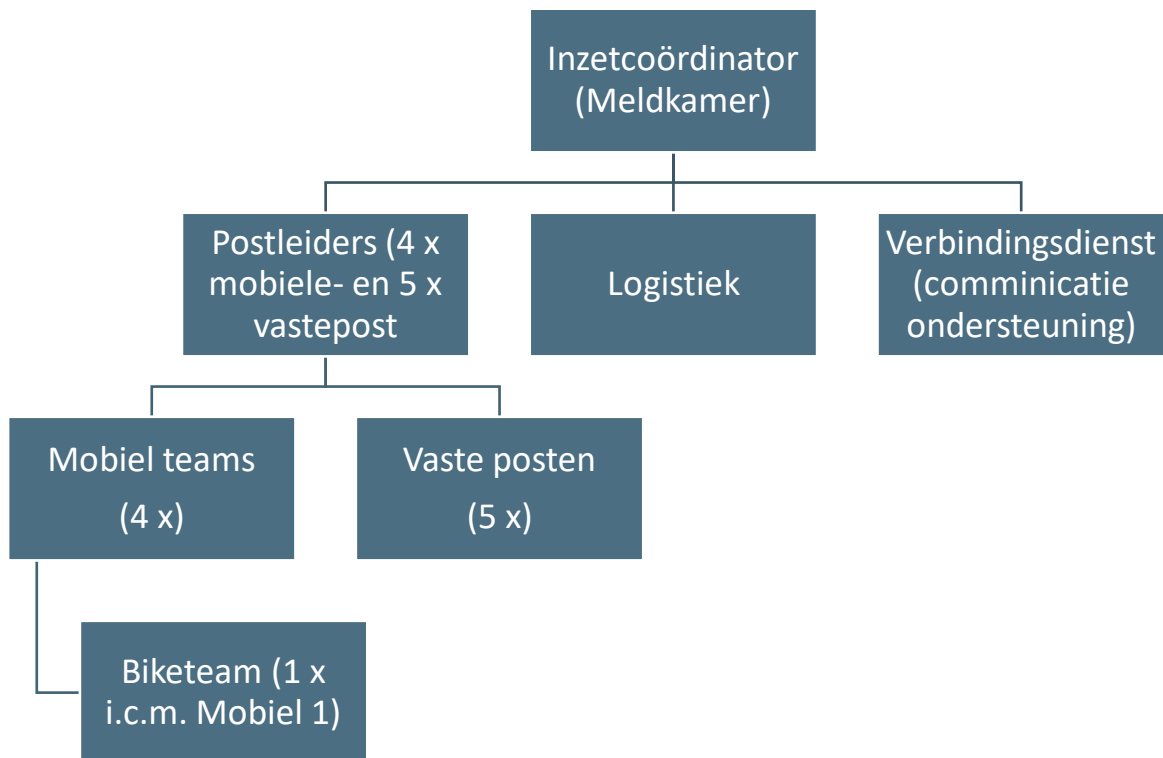 Inzetcoördinator
(Meldkamer)
Postleiders (4 x
mobiele- en 5 x
vastepost
Logistiek
Verbindingsdienst
(comminicatie
ondersteuning)
Mobiel teams
(4 x)
Vaste posten
(5 x)
Biketeam (1 x
i.c.m. Mobiel 1)